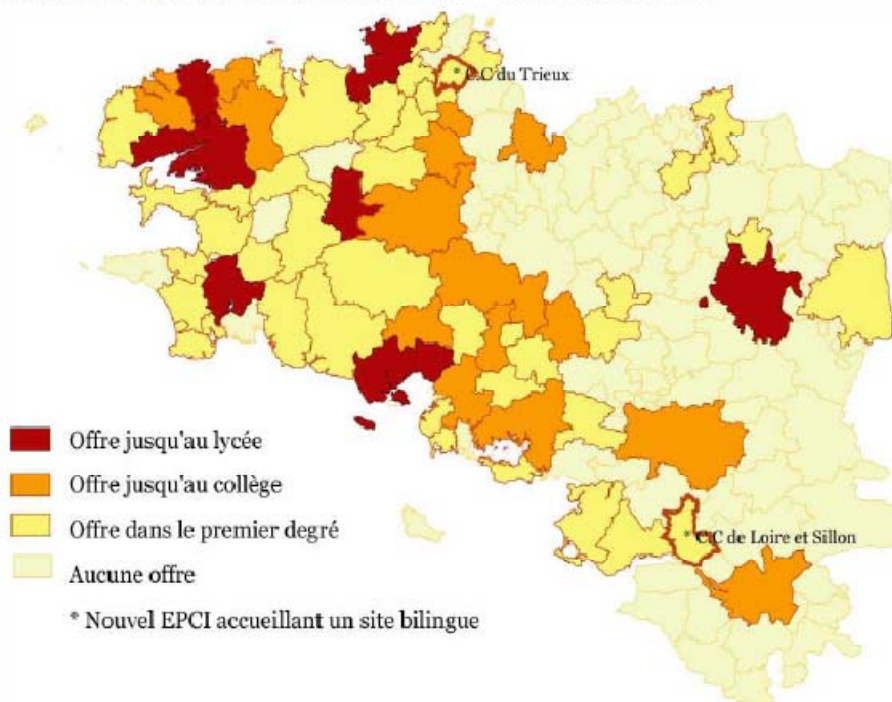 * C.C du Trieux
Offre jusqu'au lycée
Offre jusqu'au collège
Offre dans le premier degré
* C.C de Loire et Sillon
Aucune offre
* Nouvel EPCI accueillant un site bilingue